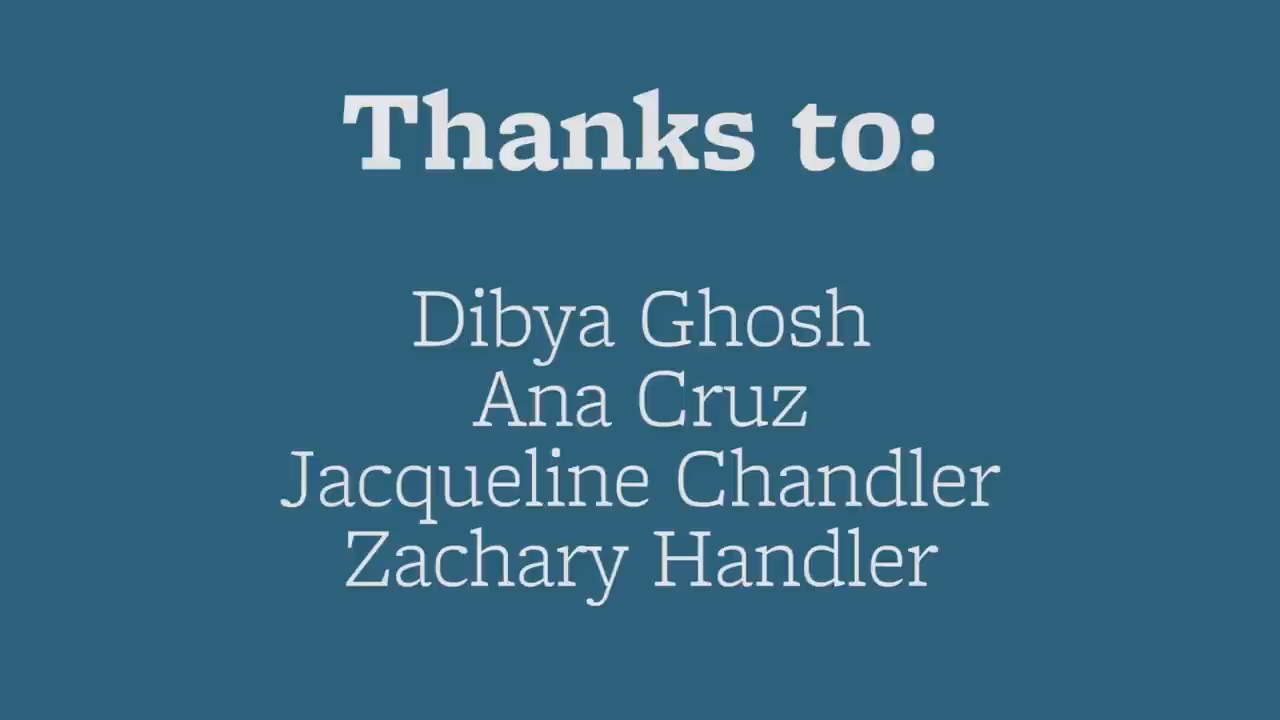 Thanks to:
Dibya Ghosh
Ana Cruz
Jacqueline Chandler
Zachary Handler